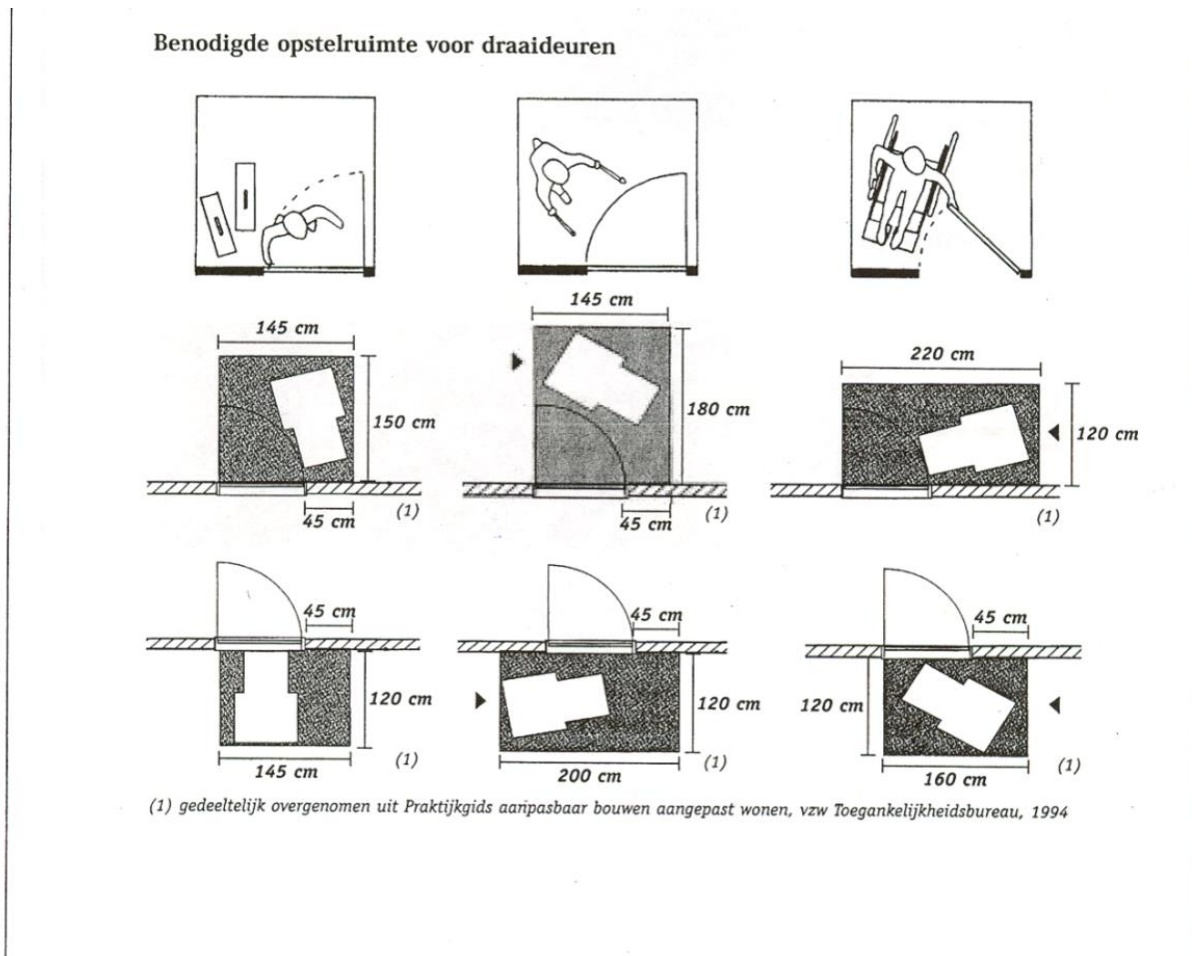 Benodigde opstelruimte voor draaideuren
145 cm
150 cm
45 cm
(1)
145 cm
180 cm
45 cm
(1)
220 cm
120 cm
(1)
45 cm
120 cm
145 cm
(1)
45 cm
120 cm
200 cm
(1)
45 cm
120 cm
160 cm
(1)
(1) gedeeltelijk overgenomen uit Praktijkgids aanpasbaar bouwen aangepast wonen, vzw Toegankelijkheidsbureau, 1994